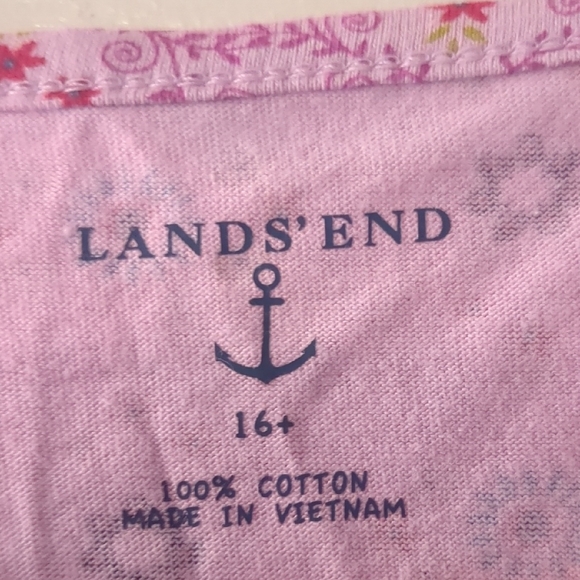 LANDS' END
16+
100% COTTON
MADE IN VIETNAM